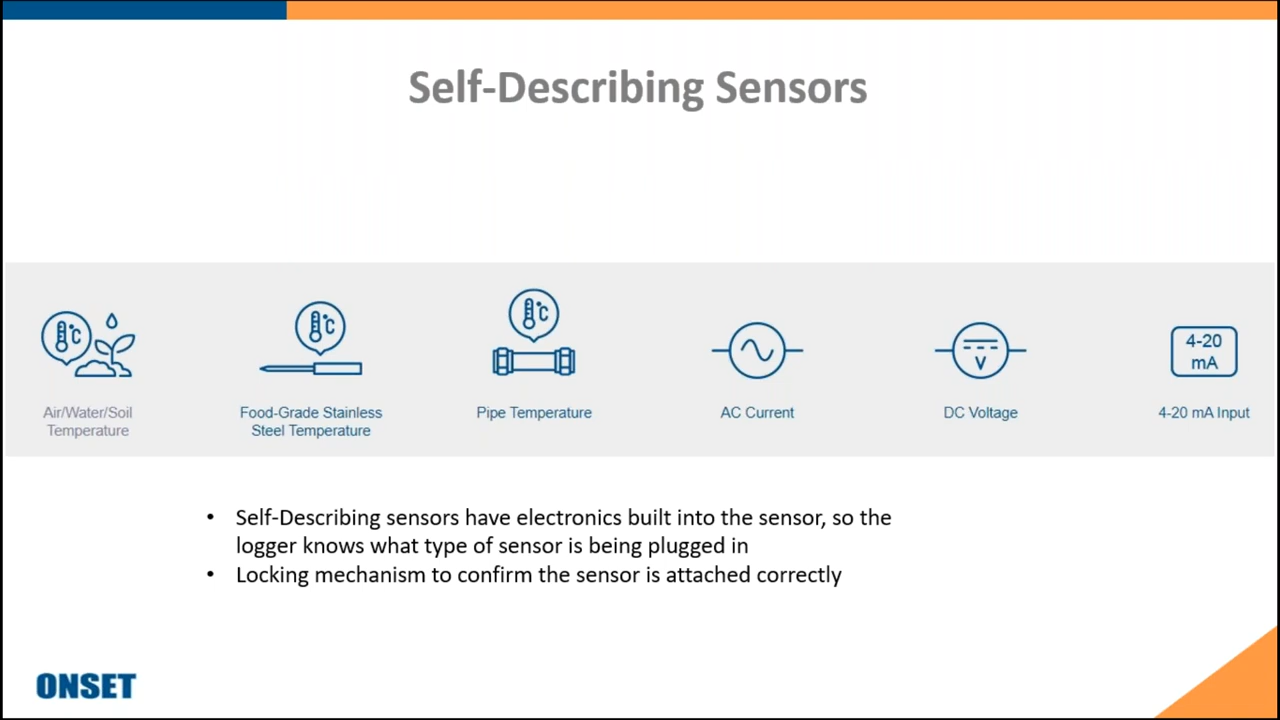 Self-Describing Sensors
°C
°C
°C
V
4-20
mA
Air/Water/Soil
Temperature
Food-Grade Stainless
Steel Temperature
Pipe Temperature
AC Current
DC Voltage
4-20 mA Input
• Self-Describing sensors have electronics built into the sensor, so the
logger knows what type of sensor is being plugged in
• Locking mechanism to confirm the sensor is attached correctly
ONSET